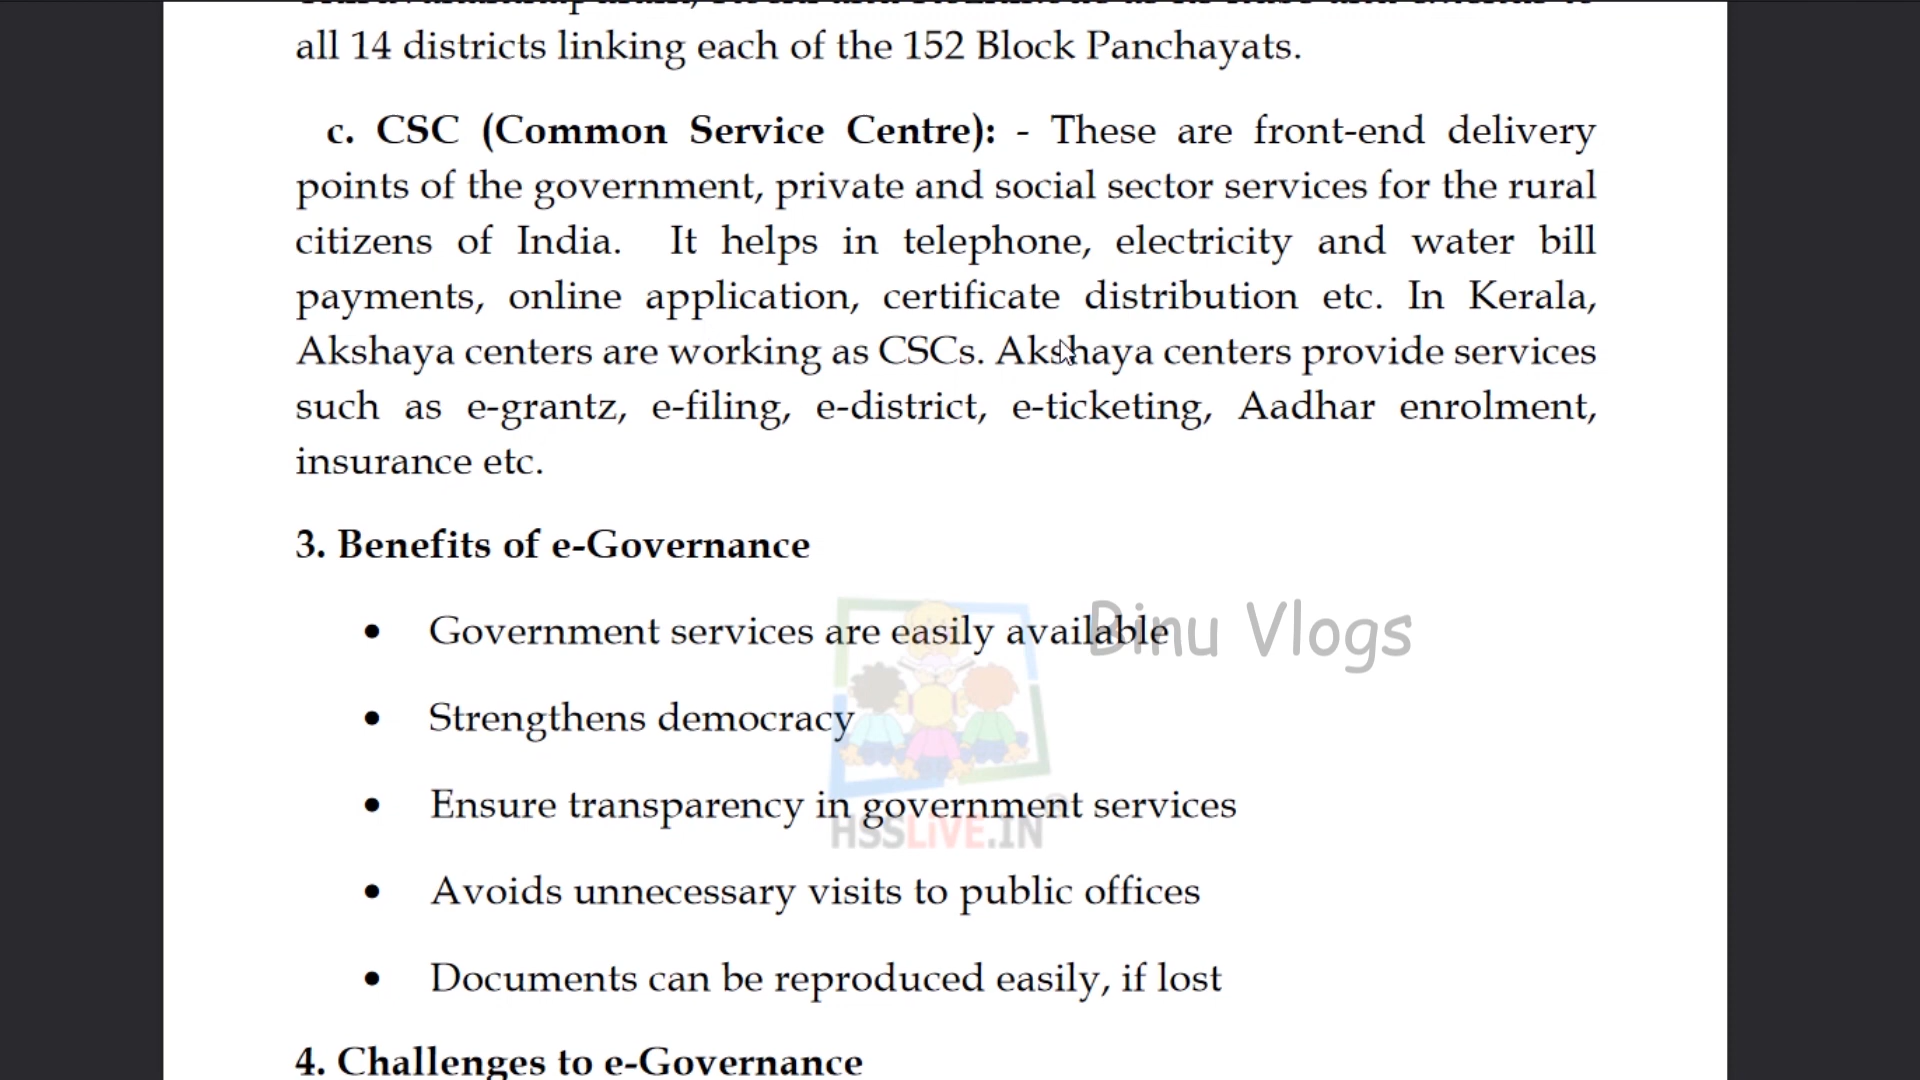 all 14 districts linking each of the 152 Block Panchayats.
c. CSC (Common Service Centre): - These are front-end delivery
points of the government, private and social sector services for the rural
citizens of India. It helps in telephone, electricity and water bill
payments, online application, certificate distribution etc. In Kerala,
Akshaya centers are working as CSCs. Akshaya centers provide services
such as e-grantz, e-filing, e-district, e-ticketing, Aadhar enrolment,
insurance etc.
3. Benefits of e-Governance
• Government services are easily available
Binu Vlogs
• Strengthens democracy
• Ensure transparency in government services
HSSLiVE.IN®
• Avoids unnecessary visits to public offices
• Documents can be reproduced easily, if lost
4. Challenges to e-Governance